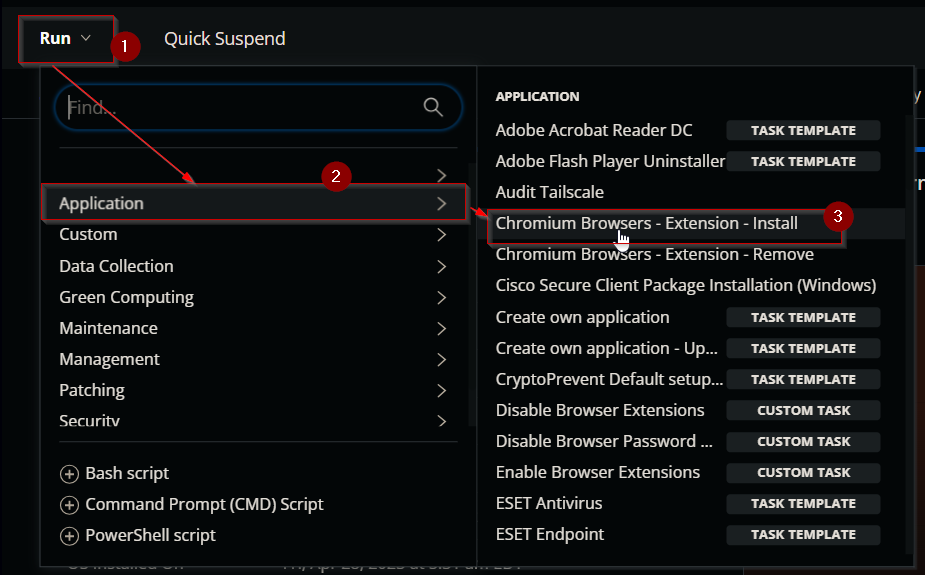 Run
1
Quick Suspend
Find...
2
Application
Custom
Data Collection
Green Computing
Maintenance
Management
Patching
Security
Bash script
Command Prompt (CMD) Script
PowerShell script
APPLICATION
Adobe Acrobat Reader DC TASK TEMPLATE
Adobe Flash Player Uninstaller TASK TEMPLATE
Audit Tailscale
Chromium Browsers - Extension - Install
3
Chromium Browsers - Extension - Remove
Cisco Secure Client Package Installation (Windows)
Create own application TASK TEMPLATE
Create own application - Up... TASK TEMPLATE
CryptoPrevent Default setup... TASK TEMPLATE
Disable Browser Extensions CUSTOM TASK
Disable Browser Password ... CUSTOM TASK
Enable Browser Extensions CUSTOM TASK
ESET Antivirus TASK TEMPLATE
ESET Endpoint TASK TEMPLATE